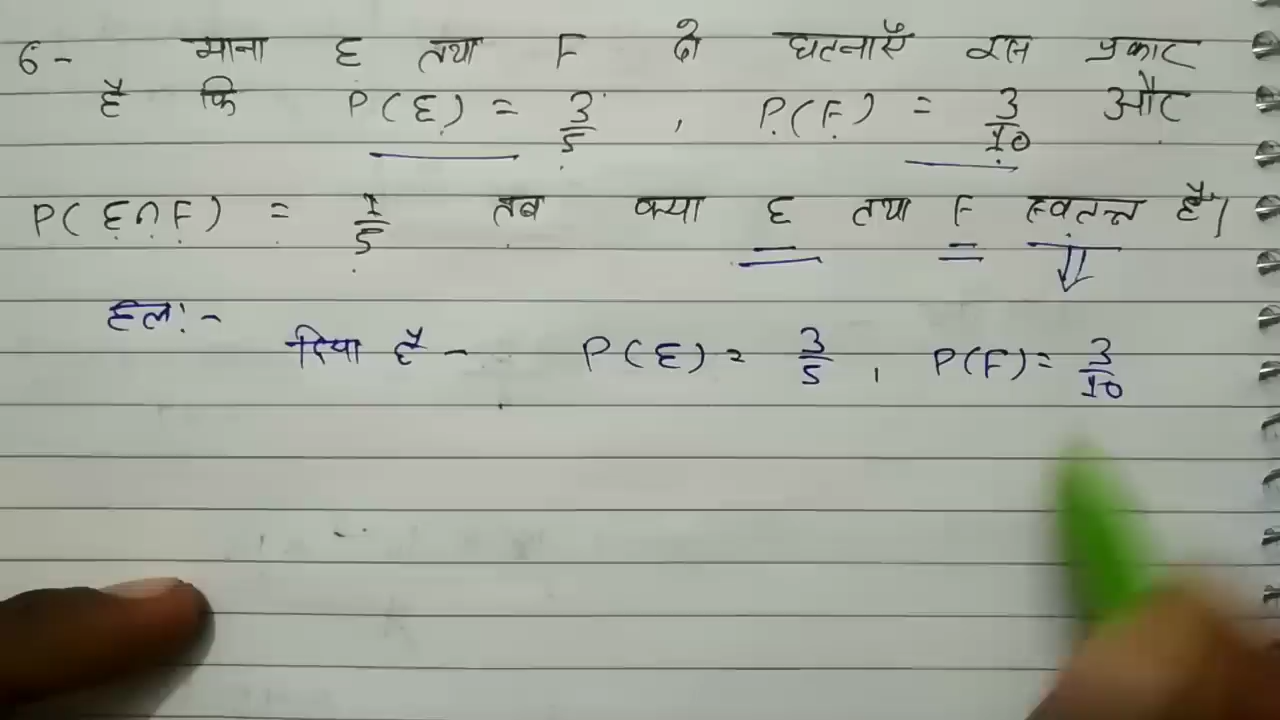 6- माना E तथा F दो घटनाएँ इस प्रकार
है कि P(E) = 3/5 , P(F) = 3/10 और
P(E∩F) = 1/5 तब क्या E तथा F स्वतन्त्र है।
हल:-
दिया है - P(E) = 3/5 , P(F) = 3/10